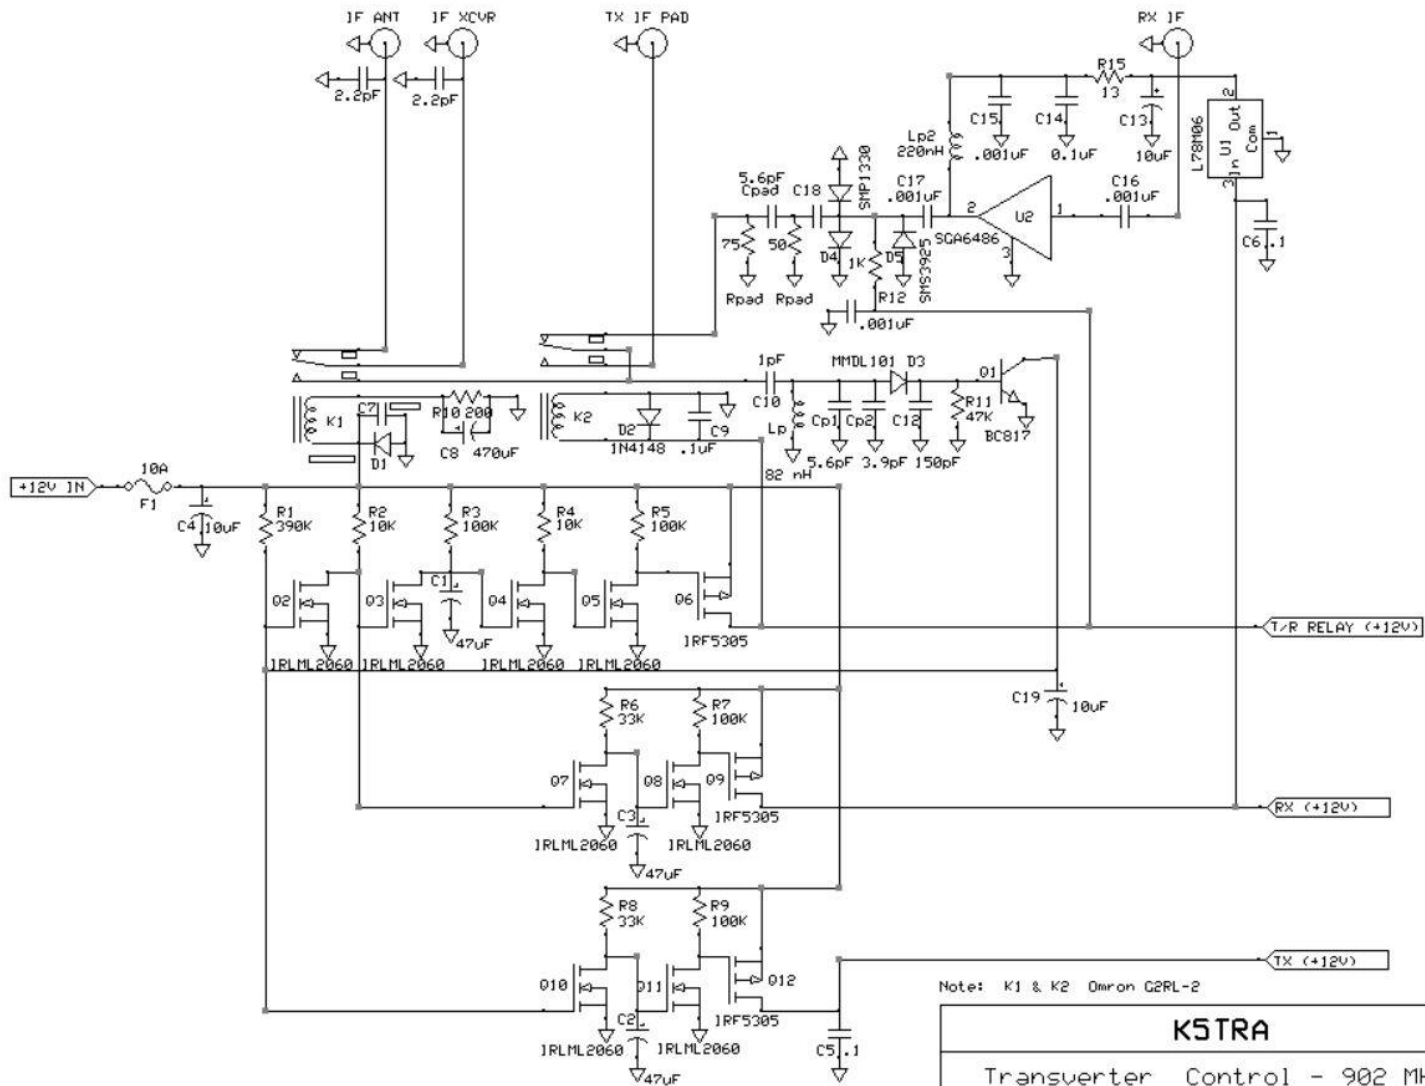 IF ANT
IF XCVR
TX IF PAD
RX IF
2.2pF
2.2pF
R15
13
C15
.001uF
C14
0.1uF
C13
10uF
2
Out
U1
Com
1
In
3
L78M06
C6
.1
Lp2
220nH
5.6pF
Cpad
C18
SMP1330
C17
.001uF
2
U2
1
3
SGA6486
C16
.001uF
75
50
D4
1K
D5
SMS3925
Rpad
Rpad
R12
.001uF
1pF
C10
MMDL101 D3
Q1
BC817
R11
47K
Lp
82 nH
Cp1
5.6pF
Cp2
3.9pF
C12
150pF
K1
C7
D1
R10 200
C8
470uF
K2
D2
1N4148
C9
.1uF
+12V IN
10A
F1
C4
10uF
R1
390K
R2
10K
R3
100K
R4
10K
R5
100K
Q2
Q3
C1
47uF
Q4
Q5
Q6
IRF5305
IRLML2060
IRLML2060
IRLML2060
IRLML2060
T/R RELAY (+12V)
C19
10uF
R6
33K
R7
100K
Q7
Q8
Q9
IRF5305
C3
IRLML2060
IRLML2060
47uF
RX (+12V)
R8
33K
R9
100K
Q10
Q11
Q12
IRF5305
C2
IRLML2060
IRLML2060
47uF
C5
.1
TX (+12V)
Note: K1 & K2 Omron G2RL-2
K5TRA
Transverter Control - 902 MH